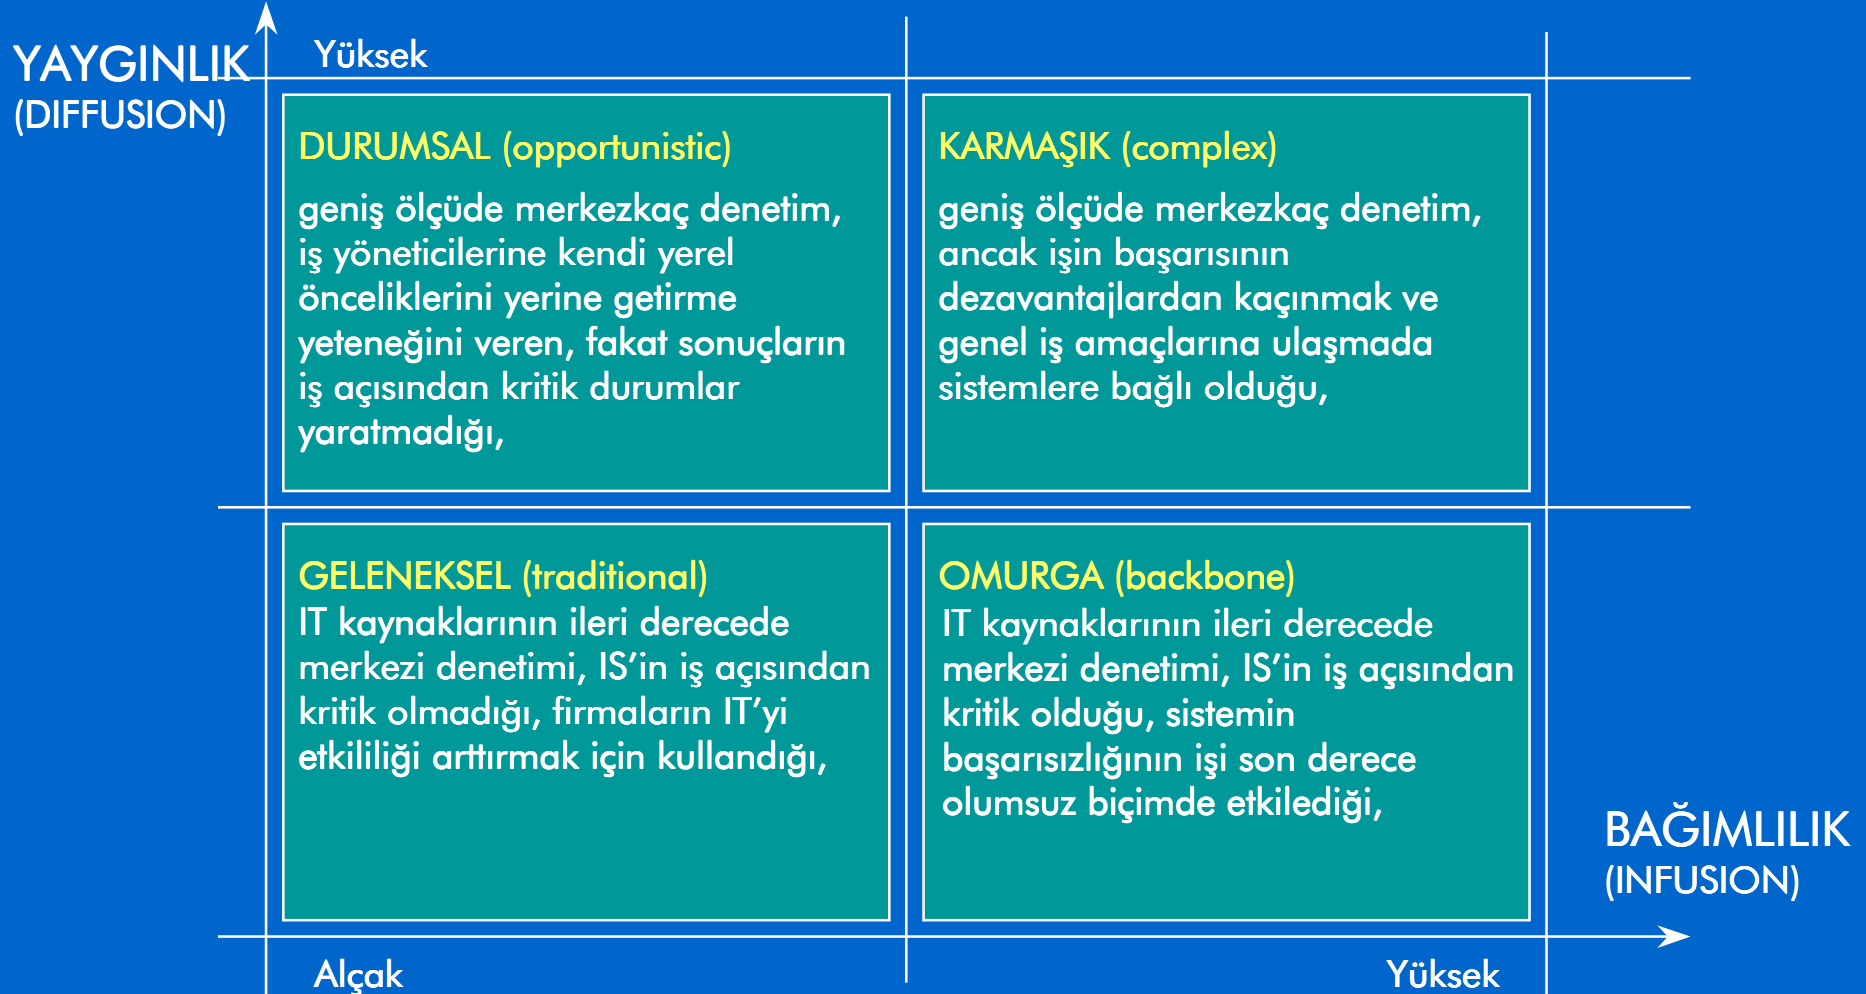 YAYGINLIK
(DIFFUSION)
Yüksek
DURUMSAL (opportunistic)
geniş ölçüde merkezkaç denetim,
iş yöneticilerine kendi yerel
önceliklerini yerine getirme
yeteneğini veren, fakat sonuçların
iş açısından kritik durumlar
yaratmadığı,
KARMAŞIK (complex)
geniş ölçüde merkezkaç denetim,
ancak işin başarısının
dezavantajlardan kaçınmak ve
genel iş amaçlarına ulaşmada
sistemlere bağlı olduğu,
GELENEKSEL (traditional)
IT kaynaklarının ileri derecede
merkezi denetimi, IS’in iş açısından
kritik olmadığı, firmaların IT’yi
etkililiği arttırmak için kullandığı,
OMURGA (backbone)
IT kaynaklarının ileri derecede
merkezi denetimi, IS’in iş açısından
kritik olduğu, sistemin
başarısızlığının işi son derece
olumsuz biçimde etkilediği,
BAĞIMLILIK
(INFUSION)
Alçak
Yüksek